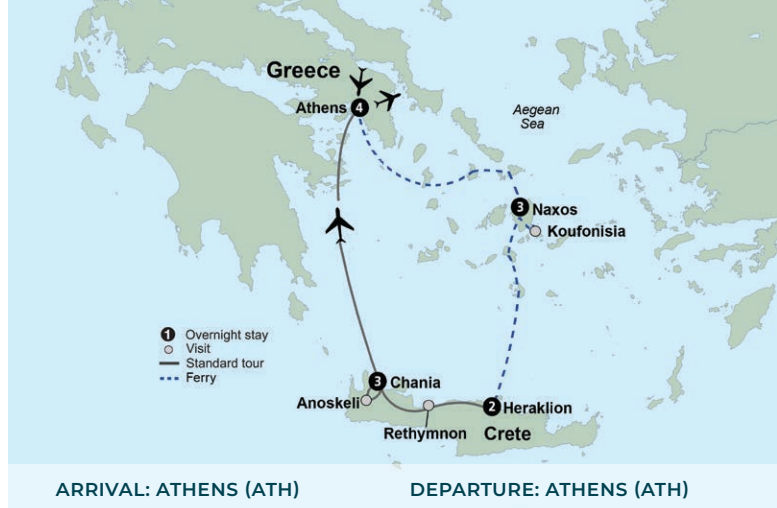 Greece
Athens
4
Aegean
Sea
3
Naxos
Koufonisia
1 Overnight stay
Visit
Standard tour
Ferry
3
Chania
Anoskeli
2
Heraklion
Rethymnon
Crete
ARRIVAL: ATHENS (ATH)
DEPARTURE: ATHENS (ATH)